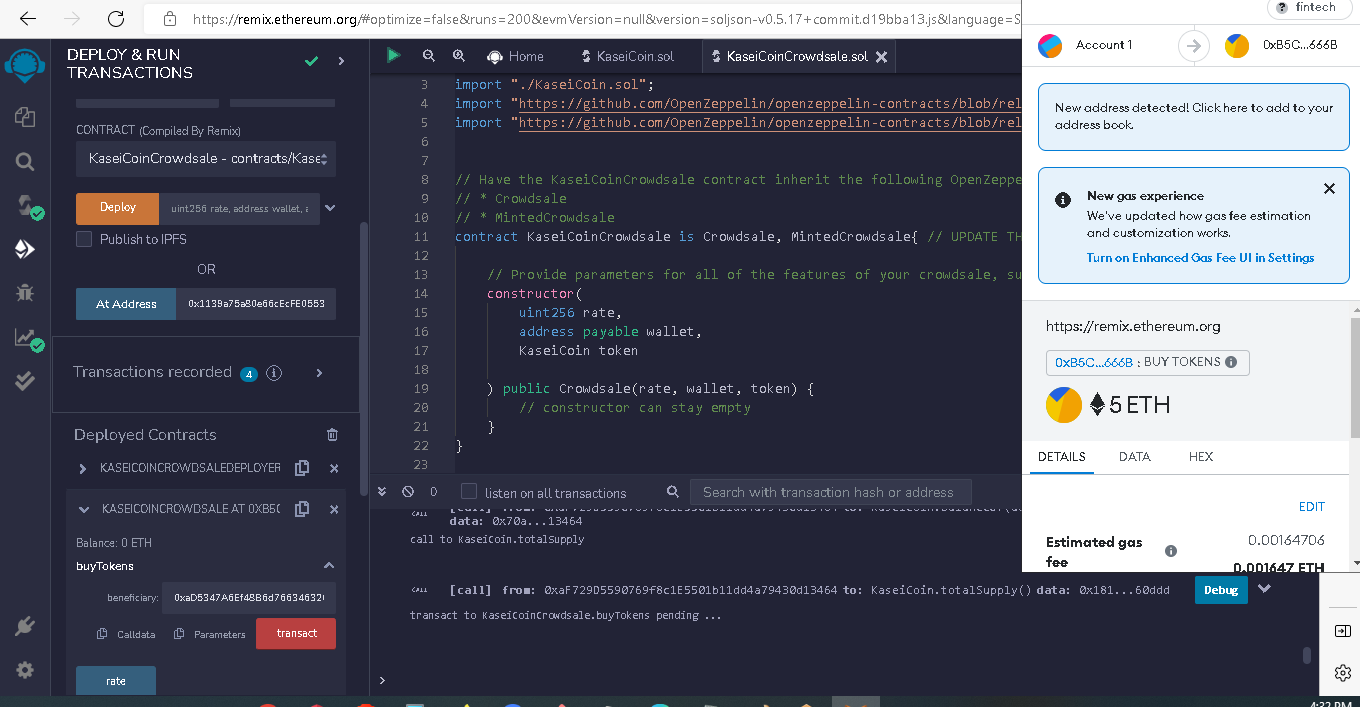 https://remix.ethereum.org/#optimize=false&runs=200&evmVersion=null&version=soljson-v0.5.17+commit.d19bba13.js&language=S
DEPLOY & RUN
TRANSACTIONS
CONTRACT (Compiled By Remix)
KaseiCoinCrowdsale - contracts/Kase
Deploy
uint256 rate, address wallet, a
Publish to IPFS
OR
At Address
0x1139a75a80e66cEcFE0553
Transactions recorded 4 i
Deployed Contracts
KASEICOINCROWDSALEDEPLOYER
KASEICOINCROWDSALE AT 0XB5C
Balance: 0 ETH
buyTokens
beneficiary:
0xaD5347A6Ef48B6d766346320
Calldata
Parameters
transact
rate
Home
KaseiCoin.sol
KaseiCoinCrowdsale.sol
3 import "./KaseiCoin.sol";
4 import "https://github.com/OpenZeppelin/openzeppelin-contracts/blob/rel
5 import "https://github.com/OpenZeppelin/openzeppelin-contracts/blob/rel
6
7
8 // Have the KaseiCoinCrowdsale contract inherit the following OpenZeppe
9 // * Crowdsale
10 // * MintedCrowdsale
11 contract KaseiCoinCrowdsale is Crowdsale, MintedCrowdsale{ // UPDATE TH
12
13 // Provide parameters for all of the features of your crowdsale, su
14 constructor(
15 uint256 rate,
16 address payable wallet,
17 KaseiCoin token
18
19 ) public Crowdsale(rate, wallet, token) {
20 // constructor can stay empty
21 }
22 }
23
0
listen on all transactions
Search with transaction hash or address
data: 0x70a...13464
call to KaseiCoin.totalSupply
CALL [call] from: 0xaF729D5590769f8c1E5501b11dd4a79430d13464 to: KaseiCoin.totalSupply() data: 0x181...60ddd
Debug
transact to KaseiCoinCrowdsale.buyTokens pending ...
>
? fintech
Account 1
0xB5C...666B
New address detected! Click here to add to your
address book.
New gas experience
We've updated how gas fee estimation
and customization works.
Turn on Enhanced Gas Fee UI in Settings
https://remix.ethereum.org
0xB5C...666B : BUY TOKENS
5 ETH
DETAILS
DATA
HEX
EDIT
Estimated gas
fee
0.00164706
0.001647 ETH
4:32 PM